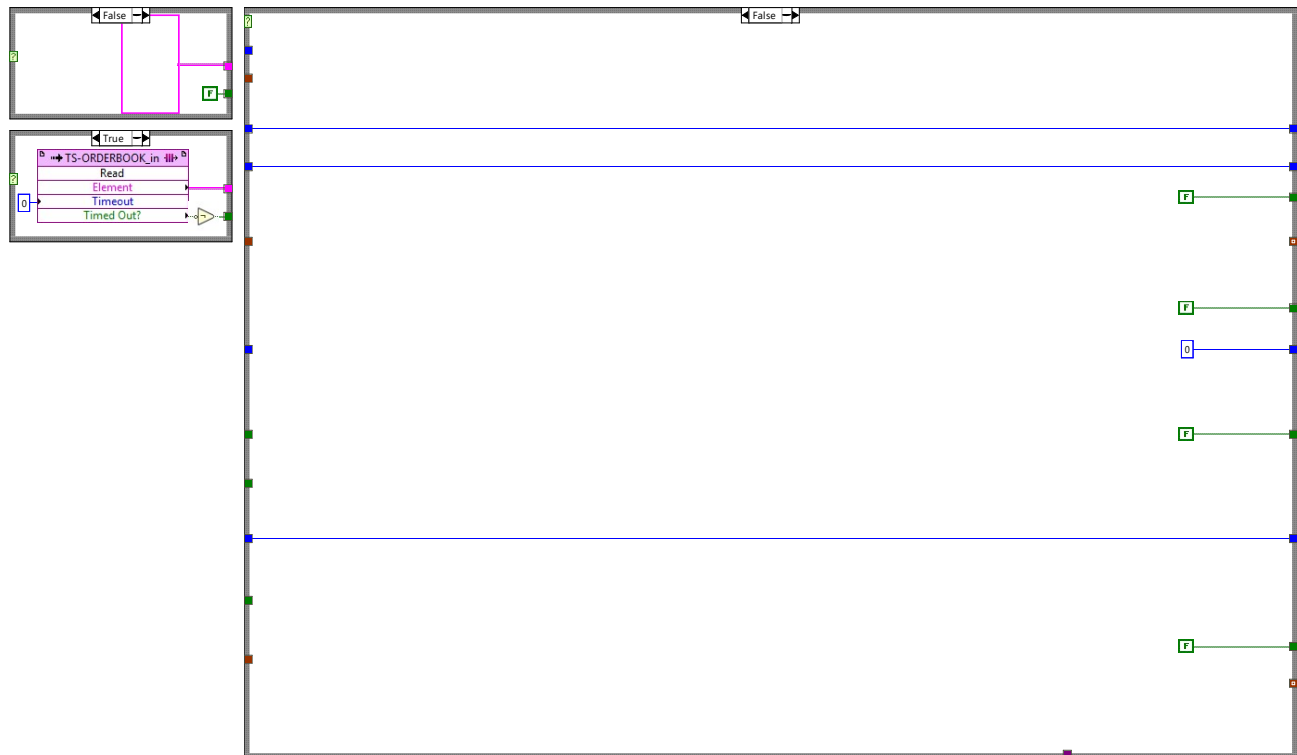 False
F
True
TS-ORDERBOOK_in
Read
Element
0 Timeout
Timed Out?
False
F
F
0
F
F